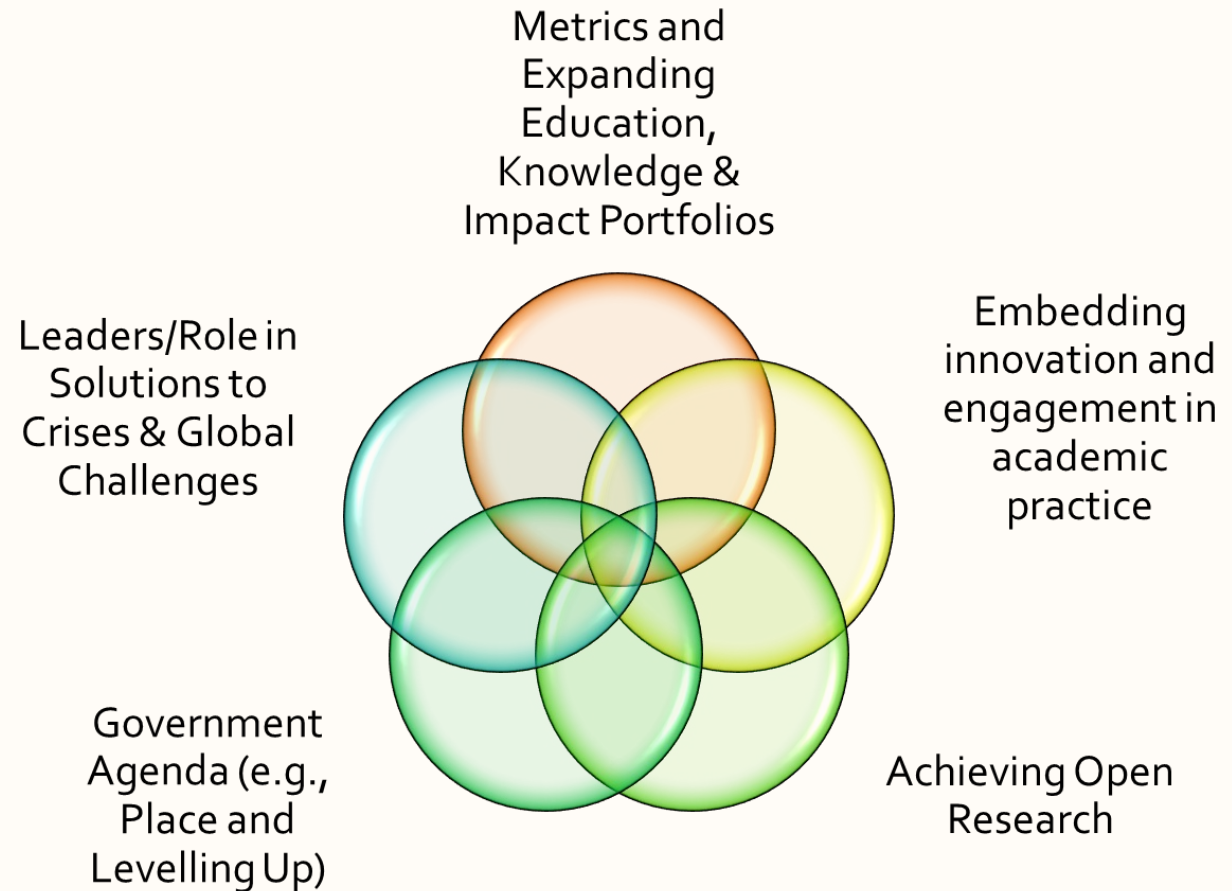 Metrics and
Expanding
Education,
Knowledge &
Impact Portfolios
Embedding
innovation and
engagement in
academic
practice
Achieving Open
Research
Government
Agenda (e.g.,
Place and
Levelling Up)
Leaders/Role in
Solutions to
Crises & Global
Challenges